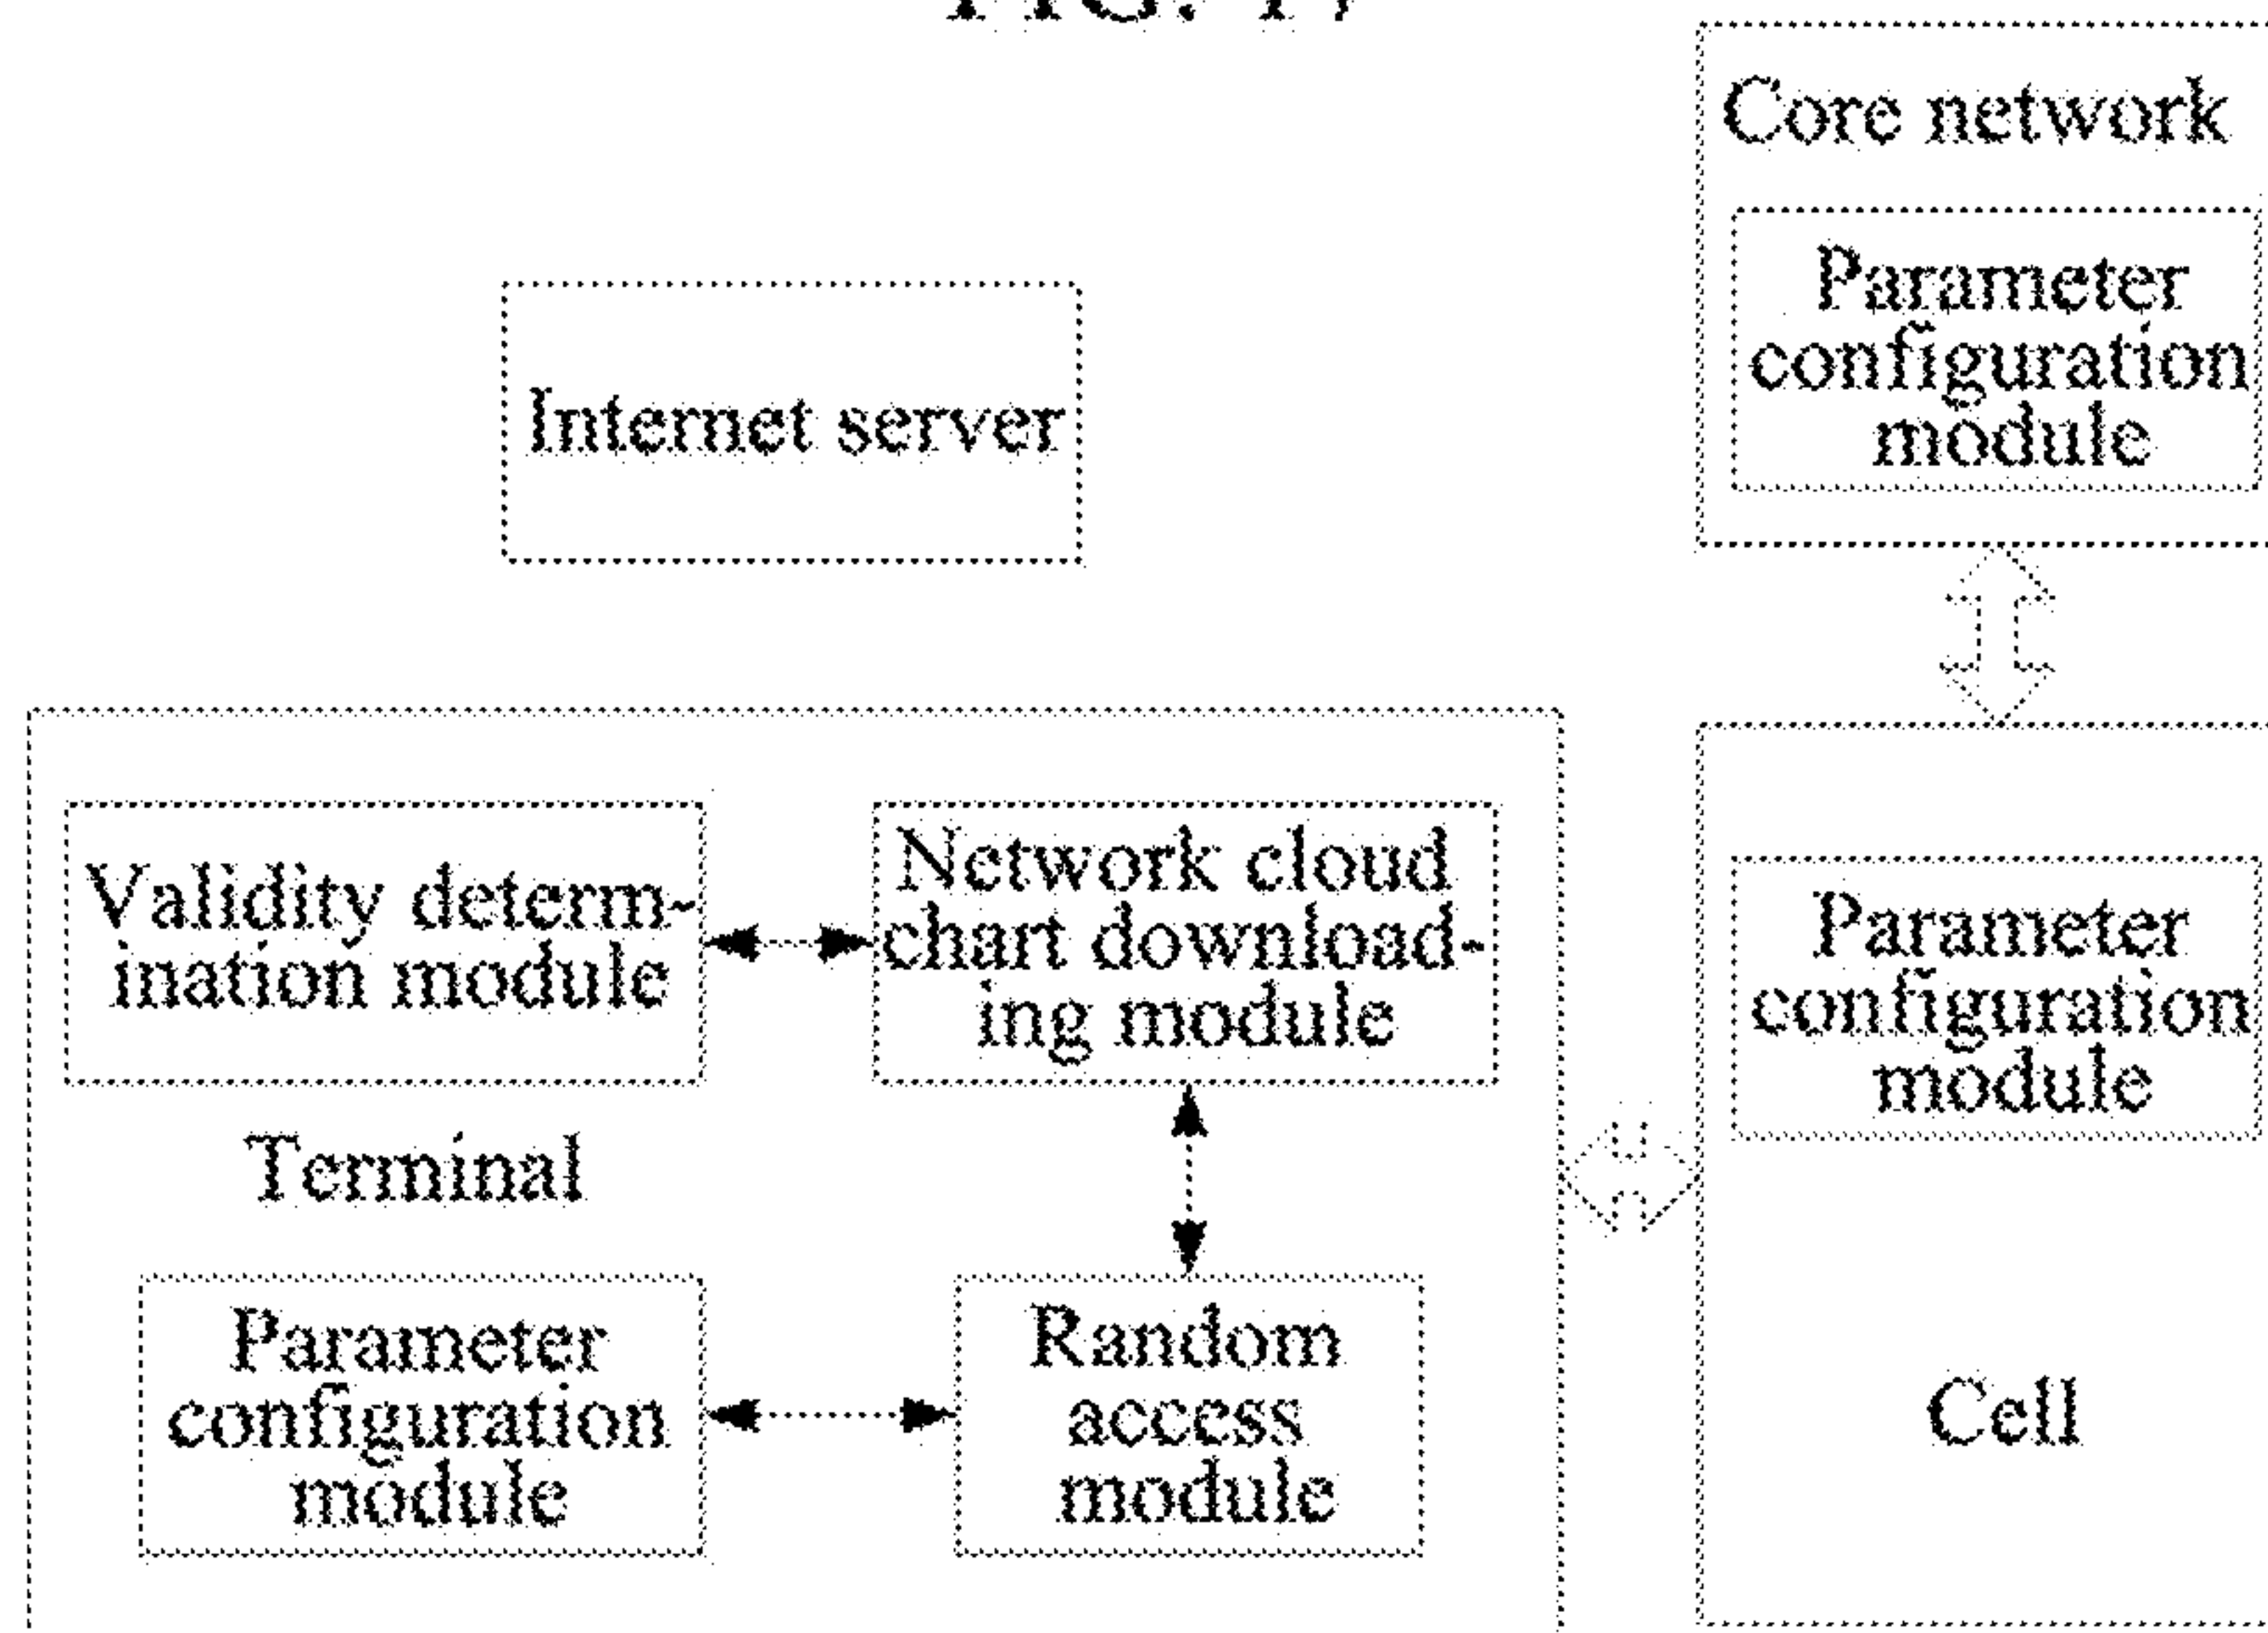 Core network
Parameter
configuration
module
Internet server
Validity determ-
ination module
Network cloud
chart download-
ing module
Terminal
Parameter
configuration
module
Random
access
module
Parameter
configuration
module
Cell